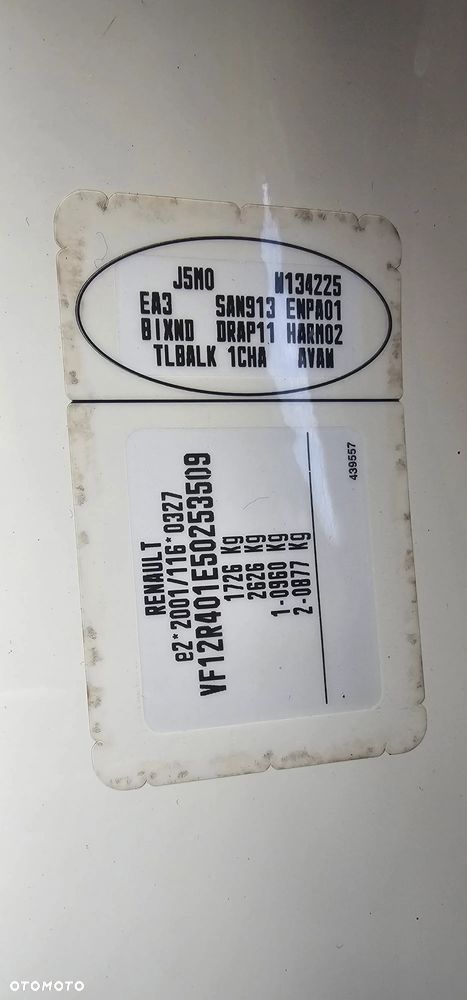 J5M0 W134225
EA3 SAN913 ENPA01
BIXND DRAP11 HARM02
TLBALK 1CHA AVAN
RENAULT
e2*2001/116*0327
VF12R401E50253509
1726 Kg
2626 Kg
1-0960 Kg
2-0877 Kg
439557
OTOMOTO